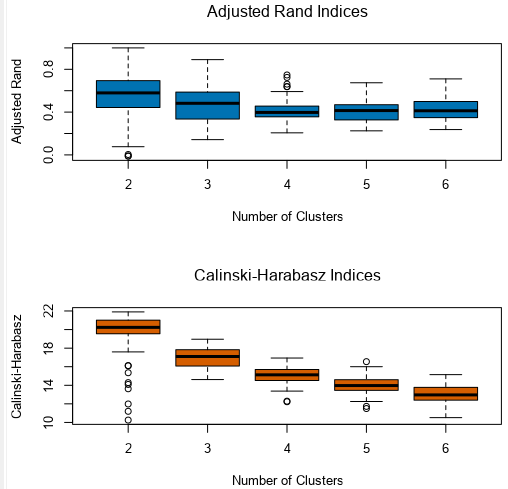 Adjusted Rand Indices
Adjusted Rand
0.8
0.4
0.0
2 3 4 5 6
Number of Clusters
Calinski-Harabasz Indices
Calinski-Harabasz
22
18
14
10
2 3 4 5 6
Number of Clusters